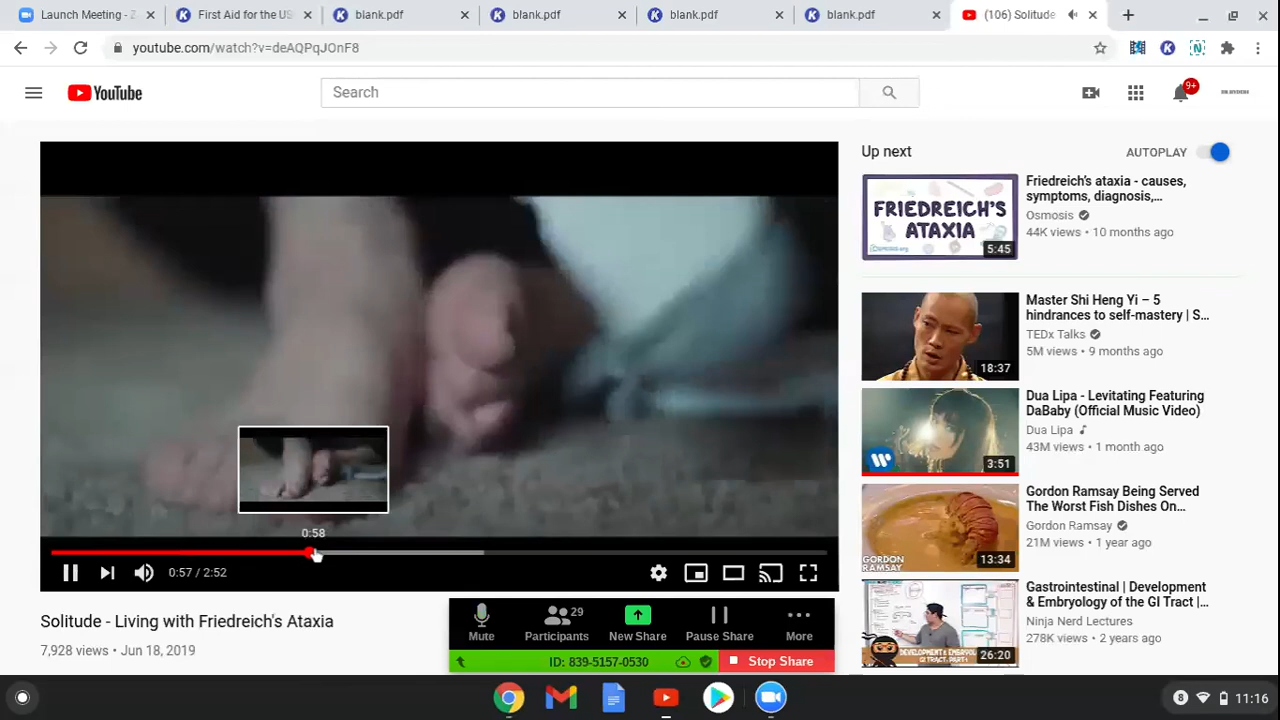 Launch Meeting - Z
First Aid for the US
blank.pdf
blank.pdf
blank.pdf
blank.pdf
(106) Solitude
youtube.com/watch?v=deAQPqJOnF8
YouTube
Search
9+
Up next
AUTOPLAY
FRIEDREICH'S
ATAXIA
5:45
Friedreich's ataxia - causes,
symptoms, diagnosis,...
Osmosis
44K views • 10 months ago
18:37
Master Shi Heng Yi – 5
hindrances to self-mastery | S...
TEDx Talks
5M views • 9 months ago
3:51
Dua Lipa - Levitating Featuring
DaBaby (Official Music Video)
Dua Lipa
43M views • 1 month ago
13:34
Gordon Ramsay Being Served
The Worst Fish Dishes On...
Gordon Ramsay
21M views • 1 year ago
26:20
Gastrointestinal | Development
& Embryology of the GI Tract |...
Ninja Nerd Lectures
278K views • 2 years ago
0:58
0:57 / 2:52
Solitude - Living with Friedreich's Ataxia
7,928 views • Jun 18, 2019
29
Mute
Participants
New Share
Pause Share
More
ID: 839-5157-0530
Stop Share
8
11:16